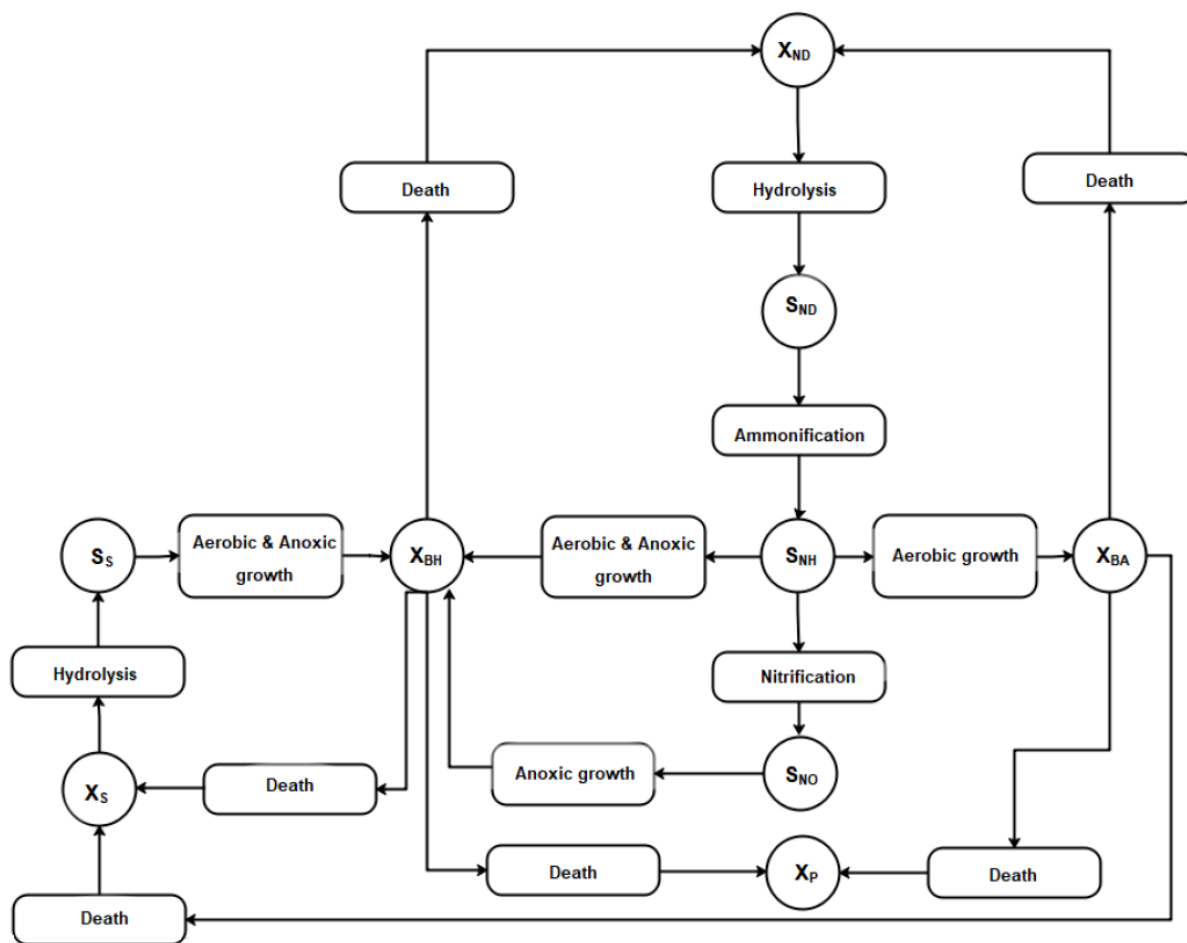 X_ND
Death
Hydrolysis
Death
S_ND
Ammonification
S_S
Aerobic & Anoxic
growth
X_BH
Aerobic & Anoxic
growth
S_NH
Aerobic growth
X_BA
Hydrolysis
Nitrification
X_S
Death
Anoxic growth
S_NO
Death
X_P
Death
Death